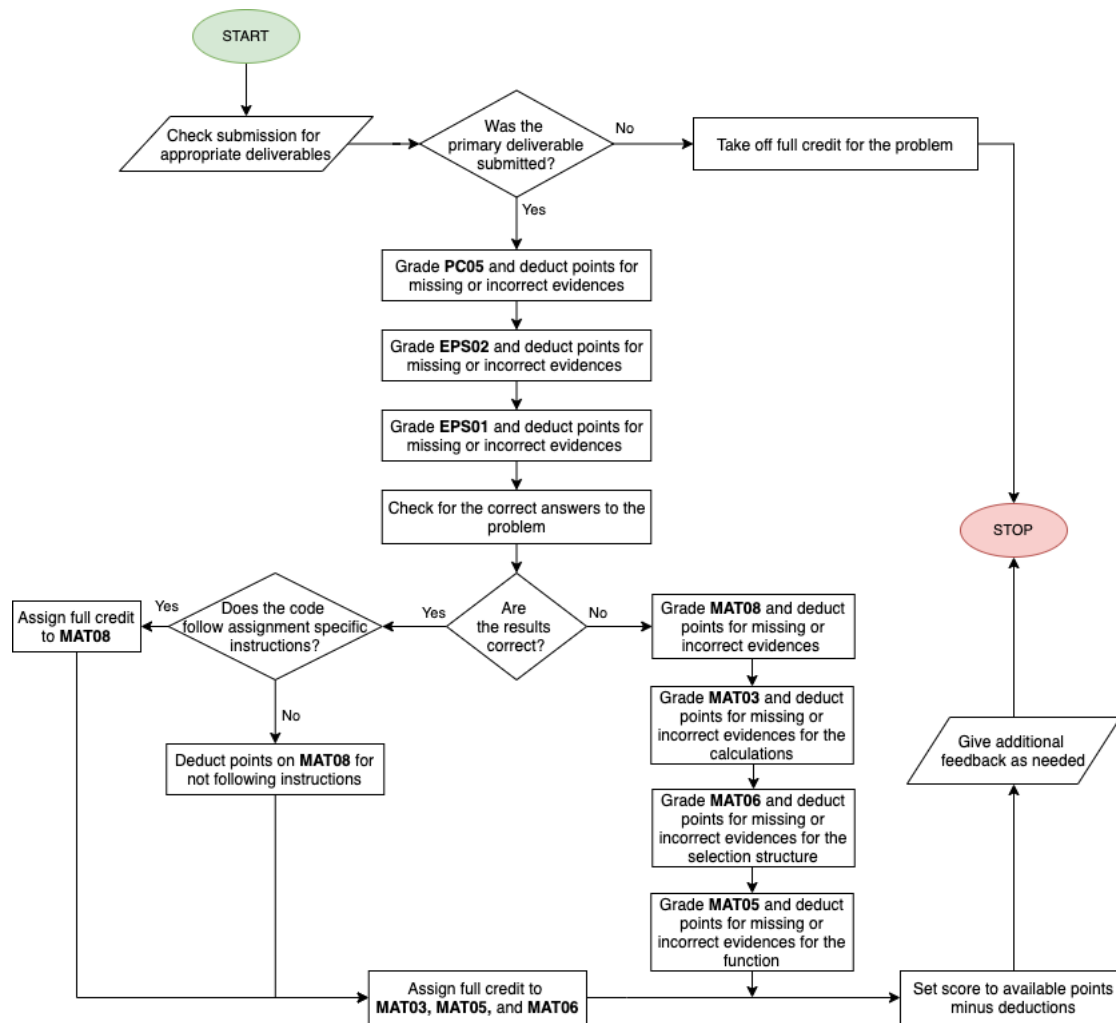 START
Check submission for
appropriate deliverables
Was the
primary deliverable
submitted?
No
Take off full credit for the problem
Yes
Grade PC05 and deduct points for
missing or incorrect evidences
Grade EPS02 and deduct points for
missing or incorrect evidences
Grade EPS01 and deduct points for
missing or incorrect evidences
Check for the correct answers to the
problem
STOP
Are
the results
correct?
Yes
Does the code
follow assignment specific
instructions?
Yes
Assign full credit
to MAT08
No
Deduct points on MAT08 for
not following instructions
No
Grade MAT08 and deduct
points for missing or
incorrect evidences
Grade MAT03 and deduct
points for missing or
incorrect evidences for the
calculations
Grade MAT06 and deduct
points for missing or
incorrect evidences for the
selection structure
Grade MAT05 and deduct
points for missing or
incorrect evidences for the
function
Assign full credit to
MAT03, MAT05, and MAT06
Set score to available points
minus deductions
Give additional
feedback as needed